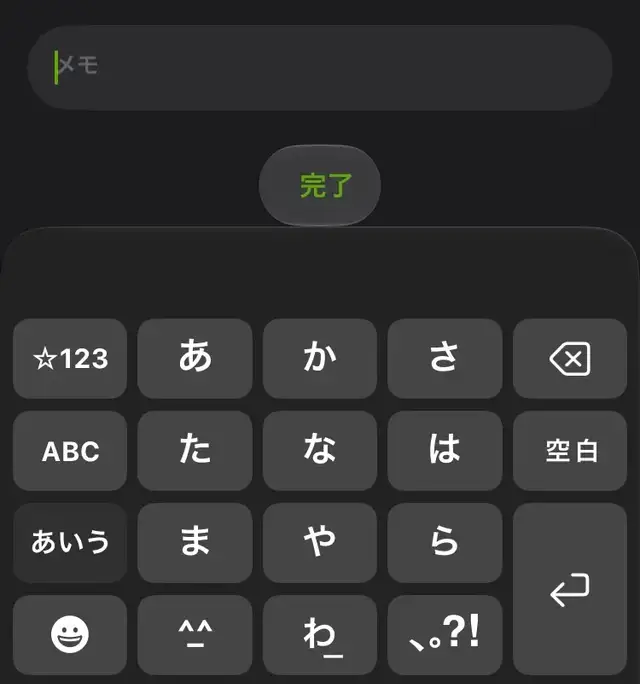 メモ
完了
☆123 あ か さ
ABC た な は 空白
あいう ま や ら
^_^ わ_ 、。?!